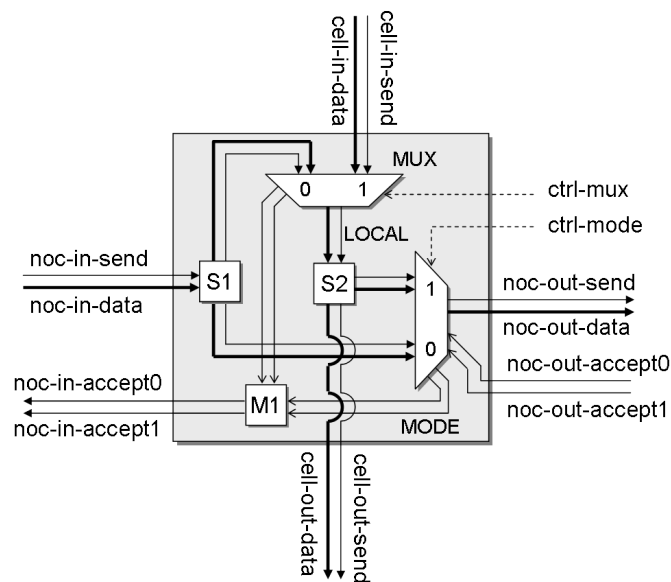 cell-in-data
cell-in-send
MUX
0
1
ctrl-mux
LOCAL
ctrl-mode
noc-in-send
noc-in-data
S1
S2
1
0
noc-out-send
noc-out-data
noc-out-accept0
noc-out-accept1
noc-in-accept0
noc-in-accept1
M1
MODE
cell-out-data
cell-out-send